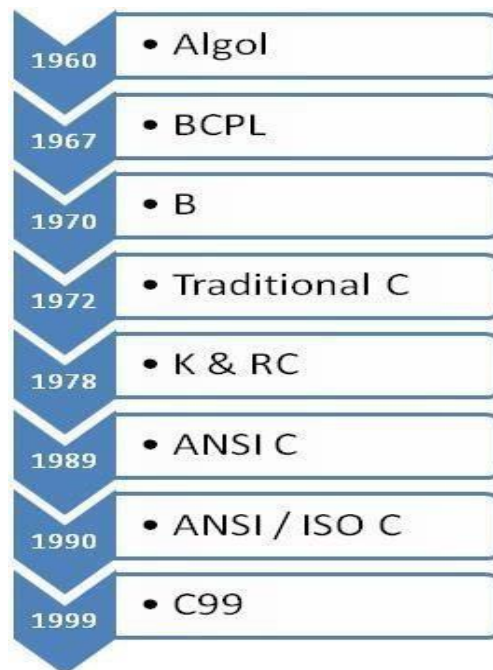 1960 • Algol
1967 • BCPL
1970 • B
1972 • Traditional C
1978 • K & RC
1989 • ANSI C
1990 • ANSI / ISO C
1999 • C99